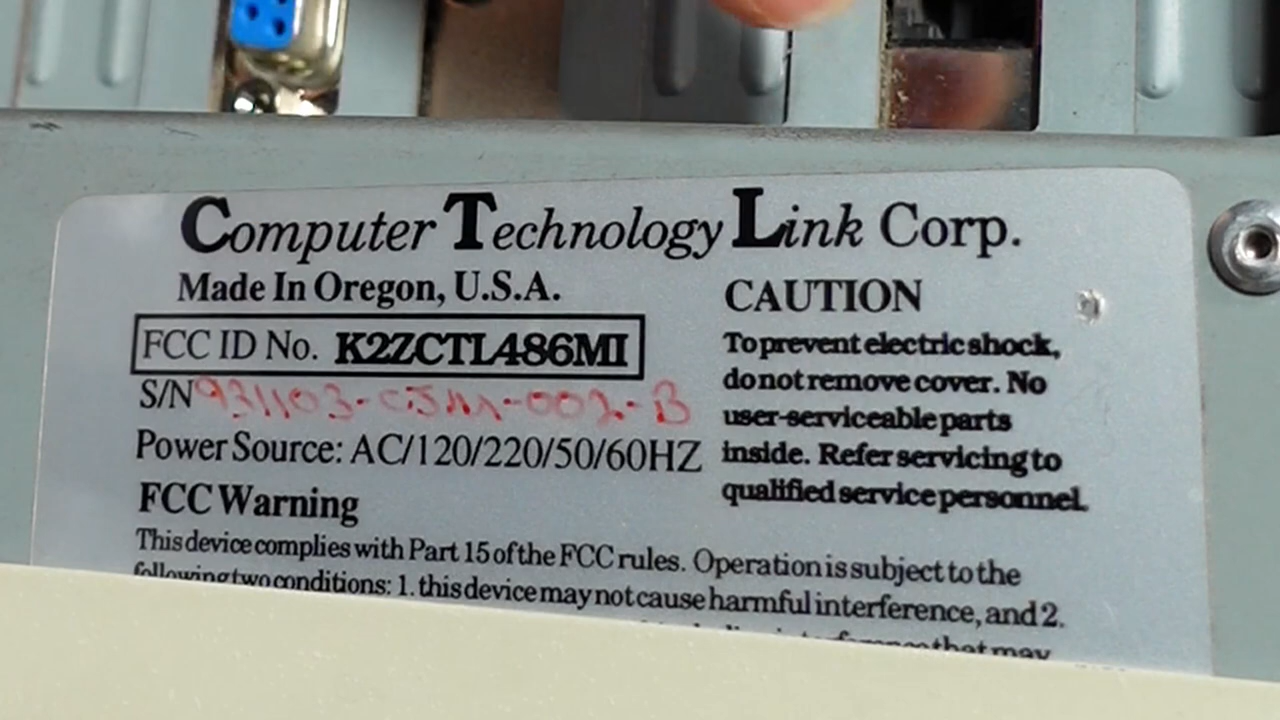 Computer Technology Link Corp.
Made In Oregon, U.S.A.
FCC ID No. K2ZCTL486MI
S/N
Power Source: AC/120/220/50/60HZ
FCC Warning
CAUTION
To prevent electric shock,
do not remove cover. No
user-serviceable parts
inside. Refer servicing to
qualified service personnel.
This device complies with Part 15 of the FCC rules. Operation is subject to the
following two conditions: 1. this device may not cause harmful interference, and 2.
interference that may